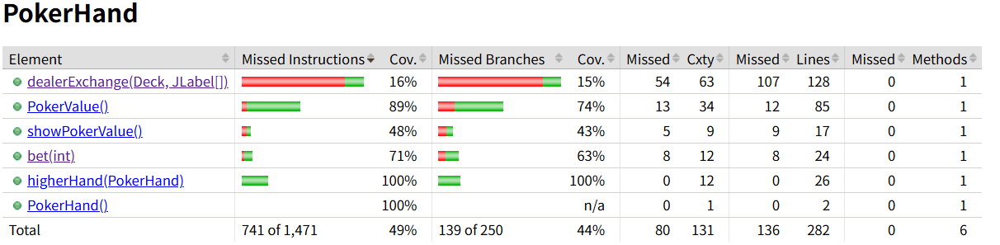 PokerHand
Element Missed Instructions Cov. Missed Branches Cov. Missed Cxty Missed Lines Missed Methods
dealerExchange(Deck, JLabel[]) 16% 15% 54 63 107 128 0 1
PokerValue() 89% 74% 13 34 12 85 0 1
showPokerValue() 48% 43% 5 9 9 17 0 1
bet(int) 71% 63% 8 12 8 24 0 1
higherHand(PokerHand) 100% 100% 0 12 0 26 0 1
PokerHand() 100% n/a 0 1 0 2 0 1
Total 741 of 1,471 49% 139 of 250 44% 80 131 136 282 0 6